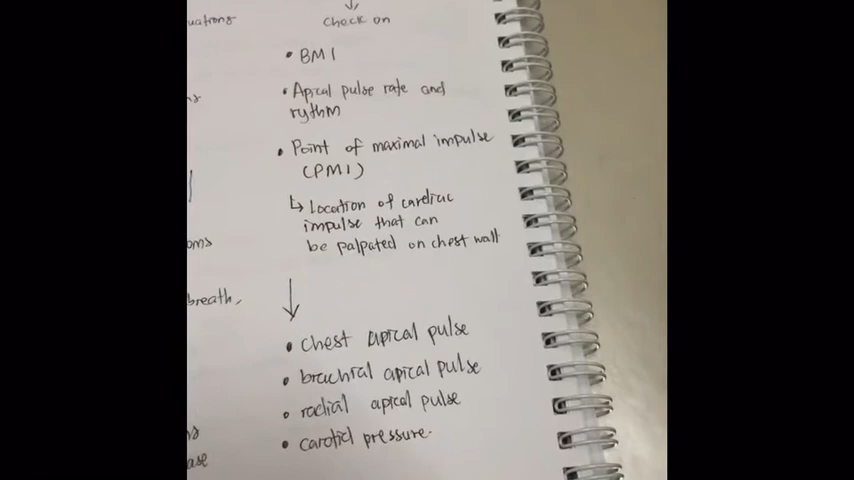 check on
• BMI
• Apical pulse rate and
rythm
• Point of maximal impulse
(PMI)
↳ Location of cardiac
impulse that can
be palpated on chest wall
breath,
• chest apical pulse
• brachial apical pulse
• radial apical pulse
• carotid pressure